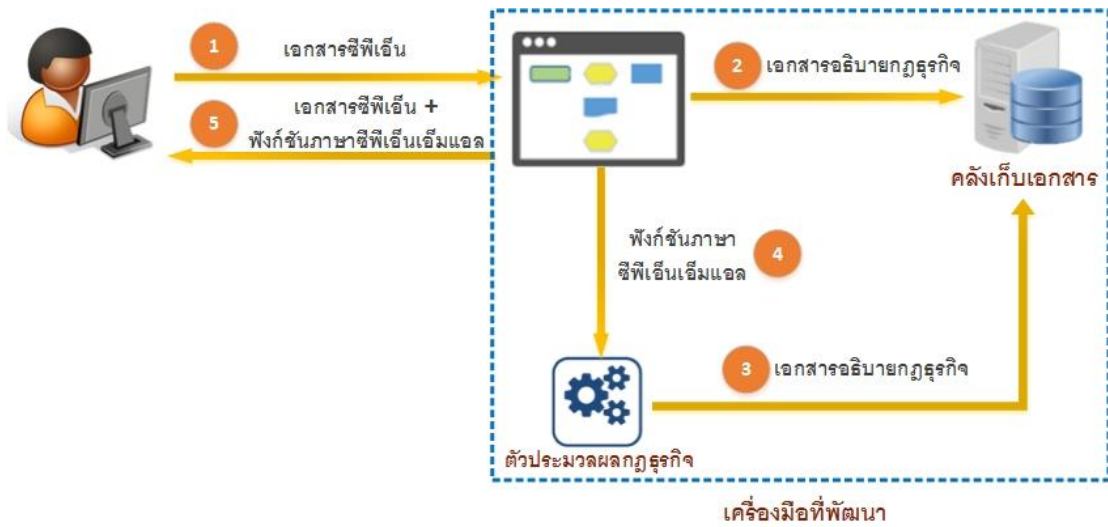 1
เอกสารซีพีเอ็น
5
เอกสารซีพีเอ็น +
ฟังก์ชันภาษาซีพีเอ็นเอ็มแอล
2
เอกสารอธิบายกฎธุรกิจ
คลังเก็บเอกสาร
ฟังก์ชันภาษา
ซีพีเอ็นเอ็มแอล
4
3
เอกสารอธิบายกฎธุรกิจ
ตัวประมวลผลกฎธุรกิจ
เครื่องมือที่พัฒนา